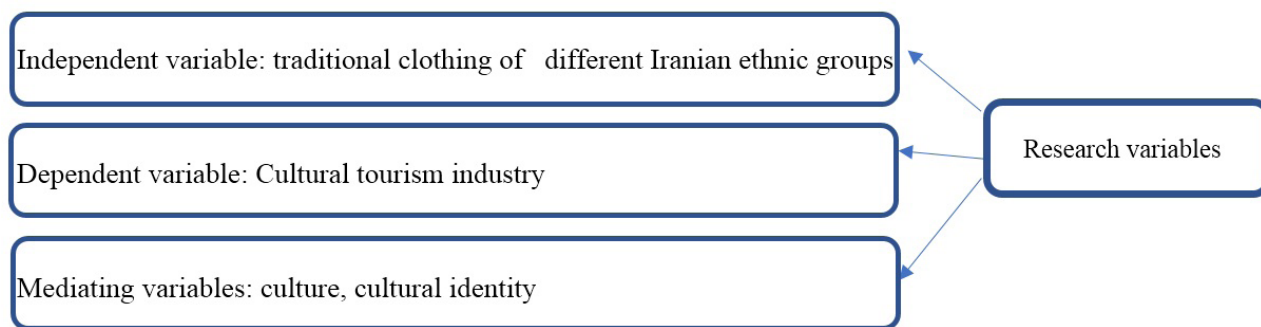 Independent variable: traditional clothing of different Iranian ethnic groups
Research variables
Dependent variable: Cultural tourism industry
Mediating variables: culture, cultural identity